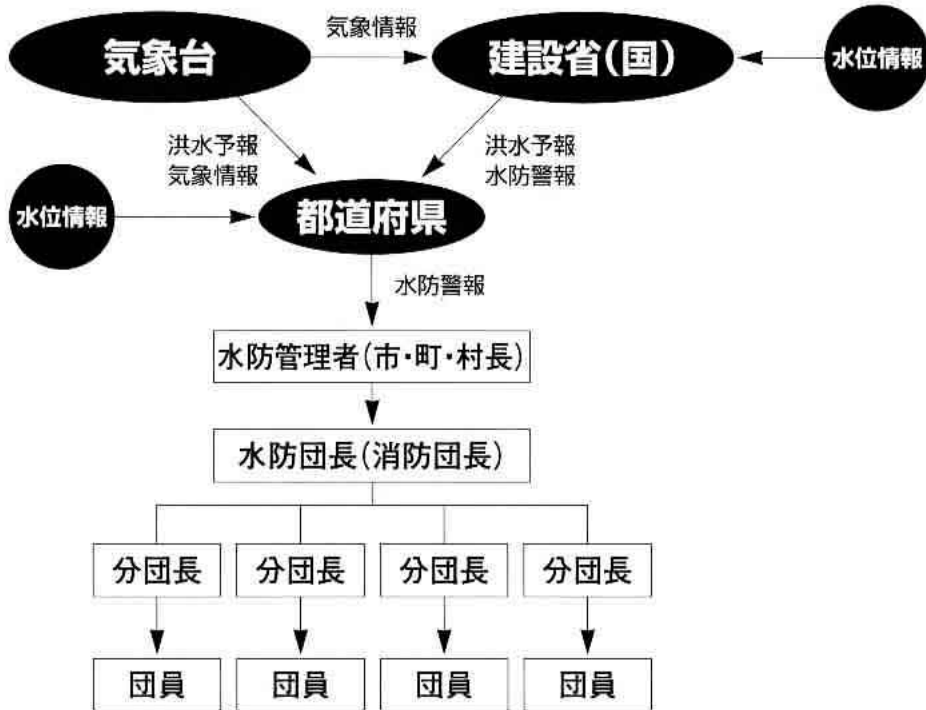 気象情報
気象台
建設省(国)
水位情報
洪水予報
気象情報
洪水予報
水防警報
水位情報
都道府県
水防警報
水防管理者(市・町・村長)
水防団長(消防団長)
分団長
分団長
分団長
分団長
団員
団員
団員
団員